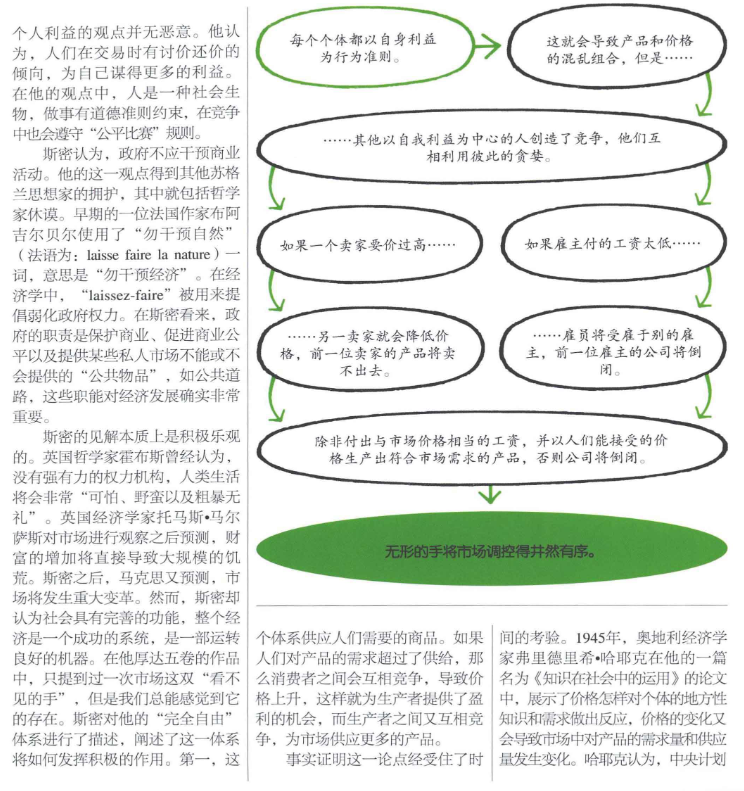 个人利益的观点并无恶意。他认
为，人们在交易时有讨价还价的
倾向，为自己谋得更多的利益。
在他的观点中，人是一种社会生
物，做事有道德准则约束，在竞争
中也会遵守“公平比赛”规则。
斯密认为，政府不应干预商业
活动。他的这一观点得到其他苏格
兰思想家的拥护，其中就包括哲学
家休谟。早期的一位法国作家布阿
吉尔贝尔使用了“勿干预自然”
（法语为：laisse faire la nature）一
词，意思是“勿干预经济”。在经
济学中，“laissez-faire”被用来提
倡弱化政府权力。在斯密看来，政
府的职责是保护商业、促进商业公
平以及提供某些私人市场不能或不
会提供的“公共物品”，如公共道
路，这些职能对经济发展确实非常
重要。
斯密的见解本质上是积极乐观
的。英国哲学家霍布斯曾经认为，
没有强有力的权力机构，人类生活
将会非常“可怕、野蛮以及粗暴无
礼”。英国经济学家托马斯•马尔
萨斯对市场进行观察之后预测，财
富的增加将直接导致大规模的饥
荒。斯密之后，马克思又预测，市
场将发生重大变革。然而，斯密却
认为社会具有完善的功能，整个经
济是一个成功的系统，是一部运转
良好的机器。在他厚达五卷的作品
中，只提到过一次市场这双“看不
见的手”，但是我们总能感觉到它
的存在。斯密对他的“完全自由”
体系进行了描述，阐述了这一体系
将如何发挥积极的作用。第一，这
每个个体都以自身利益
为行为准则。
这就会导致产品和价格
的混乱组合，但是……
……其他以自我利益为中心的人创造了竞争，他们互
相利用彼此的贪婪。
如果一个卖家要价过高……
如果雇主付的工资太低……
……另一卖家就会降低价
格，前一位卖家的产品将卖
不出去。
……雇员将受雇于别的雇
主，前一位雇主的公司将倒
闭。
除非付出与市场价格相当的工资，并以人们能接受的价
格生产出符合市场需求的产品，否则公司将倒闭。
无形的手将市场调控得井然有序。
个体系供应人们需要的商品。如果
人们对产品的需求超过了供给，那
么消费者之间会互相竞争，导致价
格上升，这样就为生产者提供了盈
利的机会，而生产者之间又互相竞
争，为市场供应更多的产品。
事实证明这一论点经受住了时
间的考验。1945年，奥地利经济学
家弗里德里希•哈耶克在他的一篇
名为《知识在社会中的运用》的论文
中，展示了价格怎样对个体的地方性
知识和需求做出反应，价格的变化又
会导致市场中对产品的需求量和供应
量发生变化。哈耶克认为，中央计划